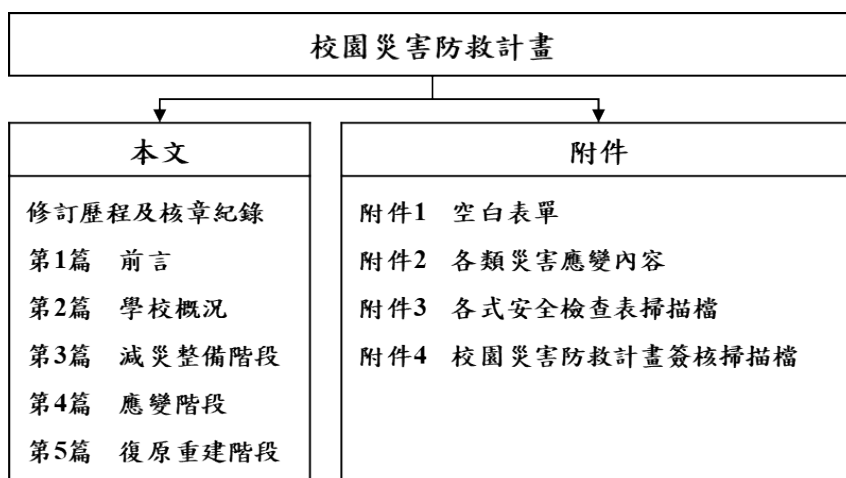 校園災害防救計畫
本文
修訂歷程及核章紀錄
第1篇 前言
第2篇 學校概況
第3篇 減災整備階段
第4篇 應變階段
第5篇 復原重建階段
附件
附件1 空白表單
附件2 各類災害應變內容
附件3 各式安全檢查表掃描檔
附件4 校園災害防救計畫簽核掃描檔